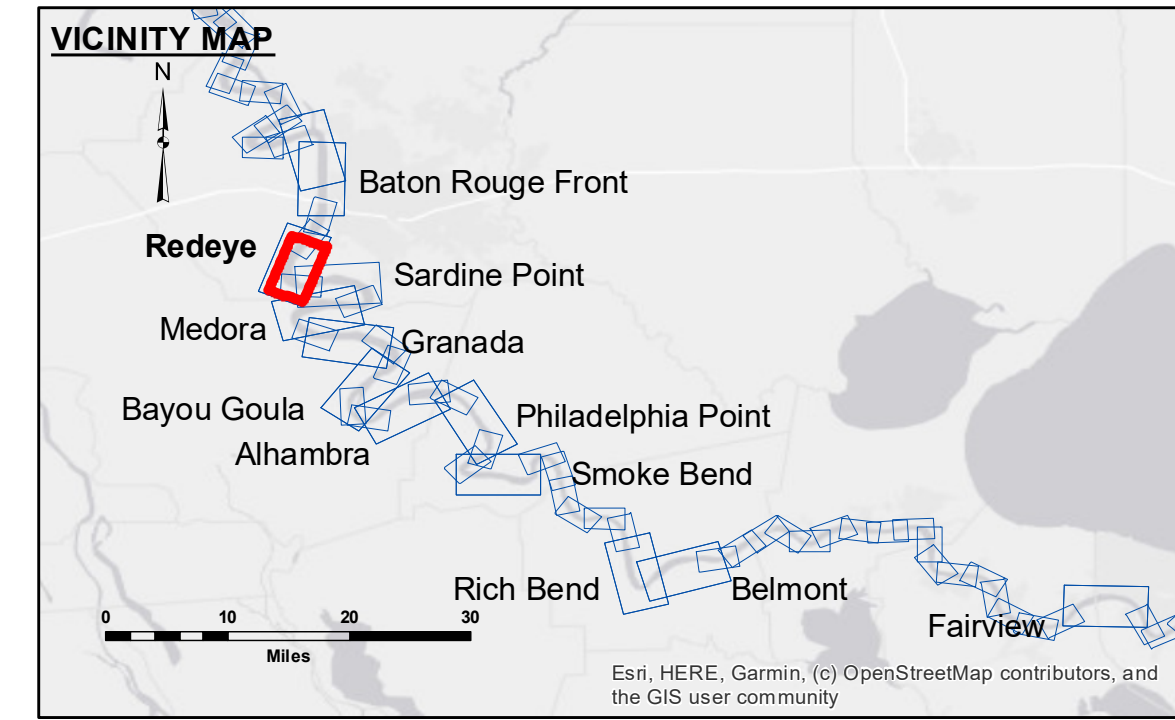 VICINITY MAP
N
Baton Rouge Front
Redeye
Sardine Point
Medora
Granada
Bayou Goula
Philadelphia Point
Alhambra
Smoke Bend
Rich Bend
Belmont
Fairview
0 10 20 30
Miles
Esri, HERE, Garmin, (c) OpenStreetMap contributors, and
the GIS user community